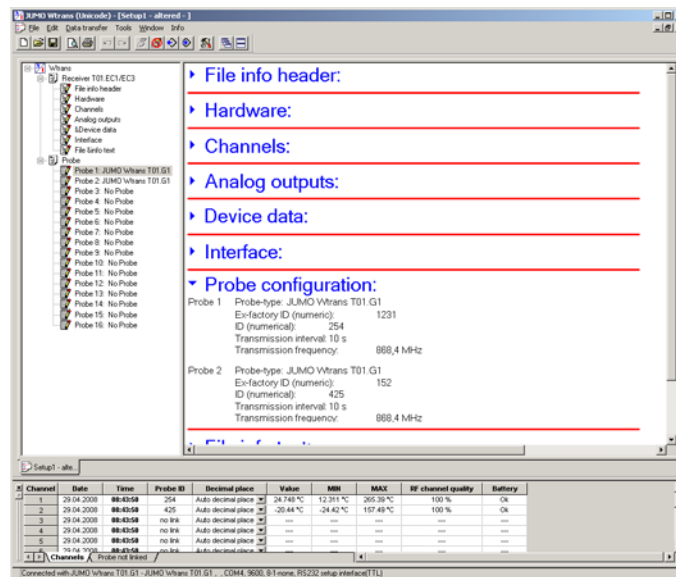 JUMO Wtrans (Unicode) - [Setup1 - altered -]
File Edit Data transfer Tools Window Info
Wtrans
Receiver T01.EC1/EC3
File info header
Hardware
Channels
Analog outputs
&Device data
Interface
File &info text
Probe
Probe 1: JUMO Wtrans T01.G1
Probe 2: JUMO Wtrans T01.G1
Probe 3: No Probe
Probe 4: No Probe
Probe 5: No Probe
Probe 6: No Probe
Probe 7: No Probe
Probe 8: No Probe
Probe 9: No Probe
Probe 10: No Probe
Probe 11: No Probe
Probe 12: No Probe
Probe 13: No Probe
Probe 14: No Probe
Probe 15: No Probe
Probe 16: No Probe
File info header:
Hardware:
Channels:
Analog outputs:
Device data:
Interface:
Probe configuration:
Probe 1 Probe-type: JUMO Wtrans T01.G1
Ex-factory ID (numeric): 1231
ID (numerical): 254
Transmission interval: 10 s
Transmission frequency: 868,4 MHz
Probe 2 Probe-type: JUMO Wtrans T01.G1
Ex-factory ID (numeric): 152
ID (numerical): 425
Transmission interval: 10 s
Transmission frequency: 868,4 MHz
Setup1 - alte...
Channel Date Time Probe ID Decimal place Value MIN MAX RF channel quality Battery
1 29.04.2008 08:43:50 254 Auto decimal place 24.748 °C 12.311 °C 265.39 °C 100 % Ok
2 29.04.2008 08:43:50 425 Auto decimal place -20.44 °C -24.42 °C 157.49 °C 100 % Ok
3 29.04.2008 08:43:50 no link Auto decimal place --- --- --- --- ---
4 29.04.2008 08:43:50 no link Auto decimal place --- --- --- --- ---
5 29.04.2008 08:43:50 no link Auto decimal place --- --- --- --- ---
Channels Probe not linked
Connected with JUMO Wtrans T01.G1 - JUMO Wtrans T01.G1 , , COM4, 9600, 8-1-none, RS232 setup interface(TTL)